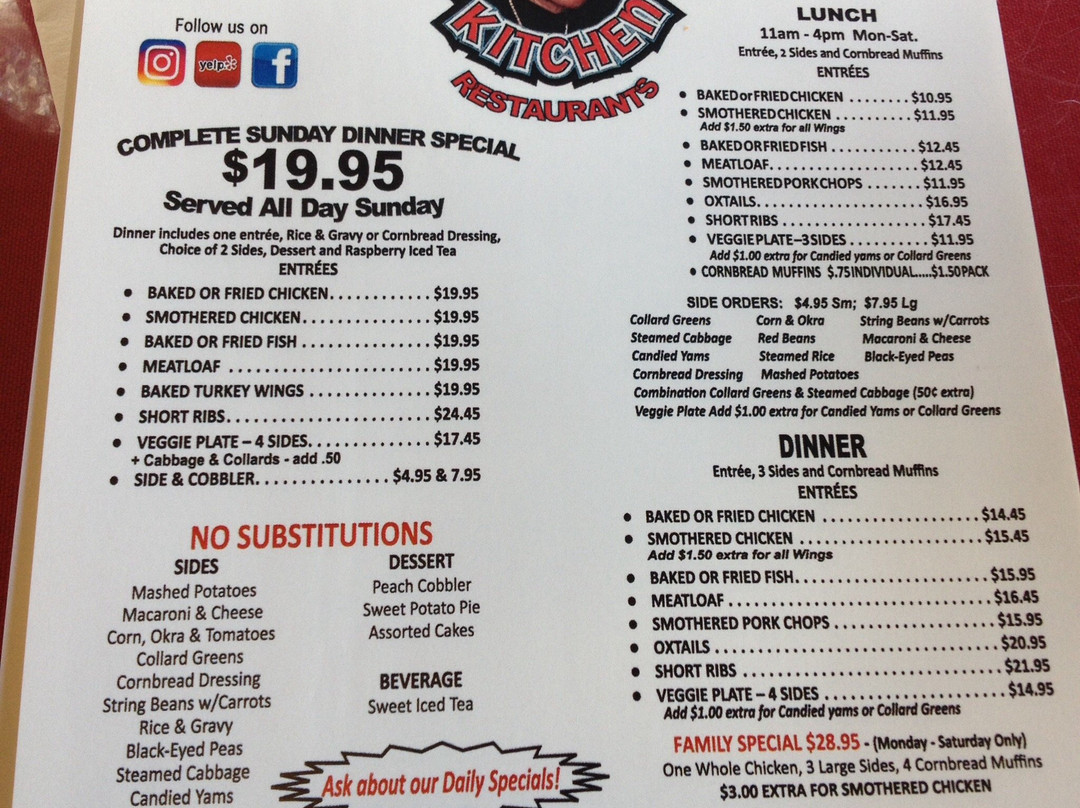 Follow us on
yelp
KITCHEN
RESTAURANTS
COMPLETE SUNDAY DINNER SPECIAL
$19.95
Served All Day Sunday
Dinner includes one entrée, Rice & Gravy or Cornbread Dressing,
Choice of 2 Sides, Dessert and Raspberry Iced Tea
ENTRÉES
• BAKED OR FRIED CHICKEN............ $19.95
• SMOTHERED CHICKEN............... $19.95
• BAKED OR FRIED FISH ............... $19.95
• MEATLOAF ........................ $19.95
• BAKED TURKEY WINGS .............. $19.95
• SHORT RIBS........................ $24.45
• VEGGIE PLATE – 4 SIDES.............. $17.45
+ Cabbage & Collards - add .50
• SIDE & COBBLER................ $4.95 & 7.95
NO SUBSTITUTIONS
SIDES
Mashed Potatoes
Macaroni & Cheese
Corn, Okra & Tomatoes
Collard Greens
Cornbread Dressing
String Beans w/Carrots
Rice & Gravy
Black-Eyed Peas
Steamed Cabbage
Candied Yams
DESSERT
Peach Cobbler
Sweet Potato Pie
Assorted Cakes
BEVERAGE
Sweet Iced Tea
Ask about our Daily Specials!
LUNCH
11am - 4pm Mon-Sat.
Entrée, 2 Sides and Cornbread Muffins
ENTRÉES
• BAKED or FRIED CHICKEN ........ $10.95
• SMOTHERED CHICKEN .......... $11.95
Add $1.50 extra for all Wings
• BAKED OR FRIED FISH ........... $12.45
• MEATLOAF.................... $12.45
• SMOTHERED PORK CHOPS ....... $11.95
• OXTAILS...................... $16.95
• SHORT RIBS ................... $17.45
• VEGGIE PLATE–3 SIDES .......... $11.95
Add $1.00 extra for Candied yams or Collard Greens
• CORNBREAD MUFFINS $.75 INDIVIDUAL....$1.50 PACK
SIDE ORDERS: $4.95 Sm; $7.95 Lg
Collard Greens Corn & Okra String Beans w/Carrots
Steamed Cabbage Red Beans Macaroni & Cheese
Candied Yams Steamed Rice Black-Eyed Peas
Cornbread Dressing Mashed Potatoes
Combination Collard Greens & Steamed Cabbage (50¢ extra)
Veggie Plate Add $1.00 extra for Candied Yams or Collard Greens
DINNER
Entrée, 3 Sides and Cornbread Muffins
ENTRÉES
• BAKED OR FRIED CHICKEN ................... $14.45
• SMOTHERED CHICKEN ...................... $15.45
Add $1.50 extra for all Wings
• BAKED OR FRIED FISH....................... $15.95
• MEATLOAF ............................... $16.45
• SMOTHERED PORK CHOPS ................... $15.95
• OXTAILS ................................. $20.95
• SHORT RIBS .............................. $21.95
• VEGGIE PLATE – 4 SIDES ..................... $14.95
Add $1.00 extra for Candied yams or Collard Greens
FAMILY SPECIAL $28.95 - (Monday - Saturday Only)
One Whole Chicken, 3 Large Sides, 4 Cornbread Muffins
$3.00 EXTRA FOR SMOTHERED CHICKEN